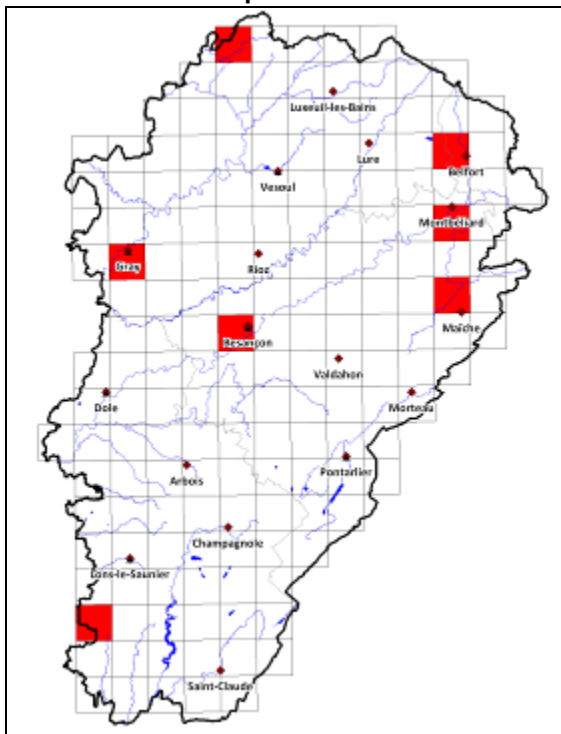 Luxeuil-les-Bains
Lure
Belfort
Vesoul
Montbéliard
Gray
Rioz
Maîche
Besançon
Valdahon
Dole
Morteau
Arbois
Pontarlier
Champagnole
Lons-le-Saunier
Saint-Claude